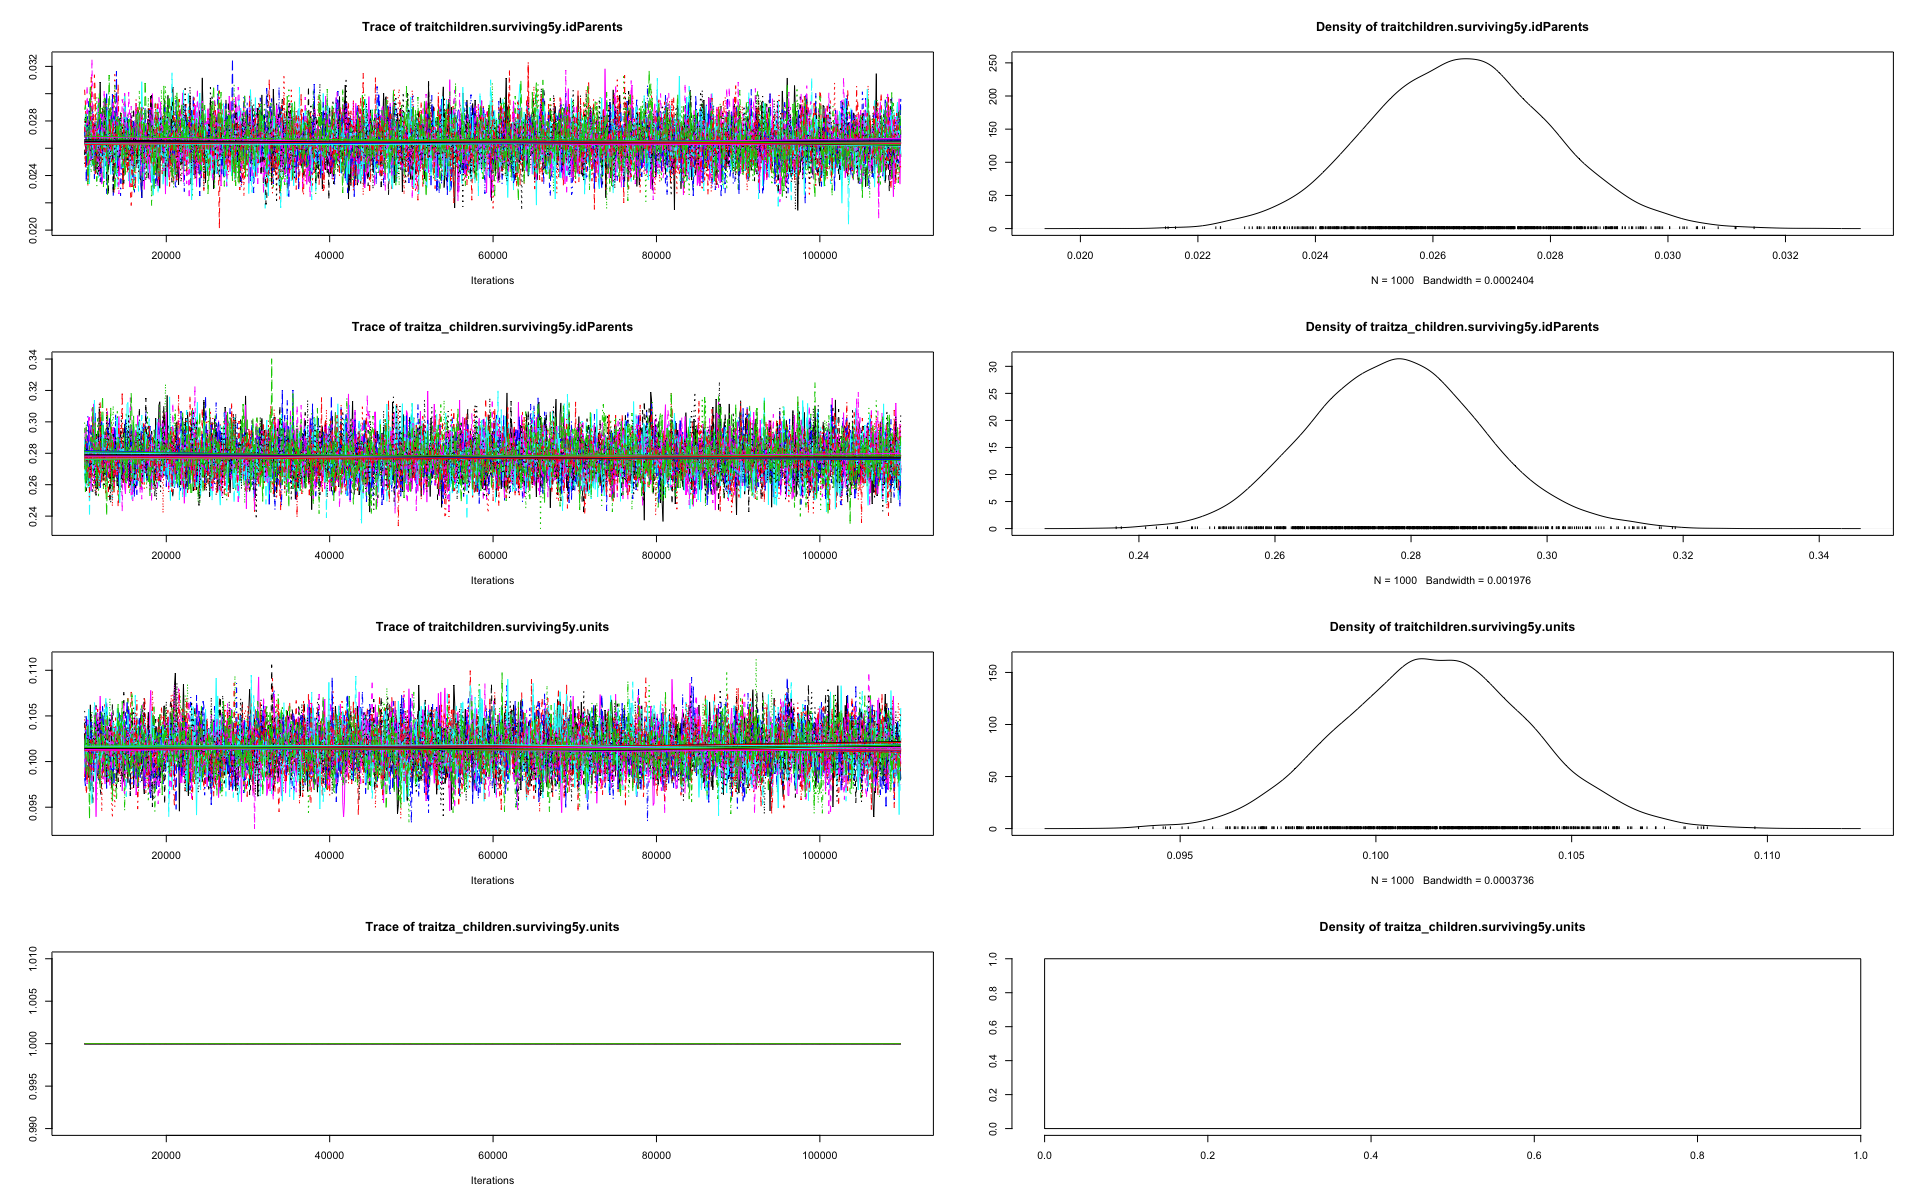 Trace of traitchildren.surviving5y.idParents
0.020 0.024 0.028 0.032
20000 40000 60000 80000 100000
Iterations
Density of traitchildren.surviving5y.idParents
0 50 100 150 200 250
0.020 0.022 0.024 0.026 0.028 0.030 0.032
N = 1000 Bandwidth = 0.0002404
Trace of traitza_children.surviving5y.idParents
0.24 0.26 0.28 0.30 0.32 0.34
20000 40000 60000 80000 100000
Iterations
Density of traitza_children.surviving5y.idParents
0 5 10 15 20 25 30
0.24 0.26 0.28 0.30 0.32 0.34
N = 1000 Bandwidth = 0.001976
Trace of traitchildren.surviving5y.units
0.095 0.100 0.105 0.110
20000 40000 60000 80000 100000
Iterations
Density of traitchildren.surviving5y.units
0 50 100 150
0.095 0.100 0.105 0.110
N = 1000 Bandwidth = 0.0003736
Trace of traitza_children.surviving5y.units
0.990 0.995 1.000 1.005 1.010
20000 40000 60000 80000 100000
Iterations
Density of traitza_children.surviving5y.units
0.0 0.2 0.4 0.6 0.8 1.0
0.0 0.2 0.4 0.6 0.8 1.0